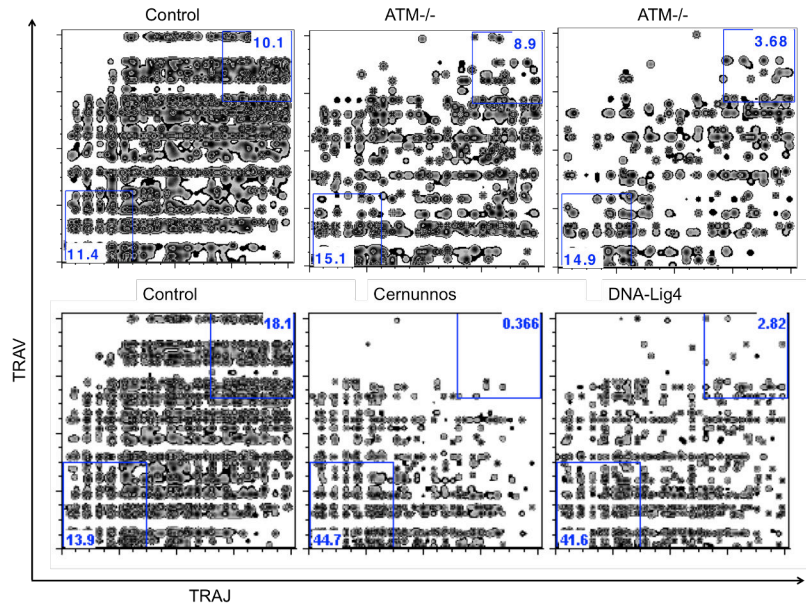 Control ATM-/- ATM-/-
10.1 8.9 3.68
11.4 15.1 14.9
Control Cernunnos DNA-Lig4
18.1 0.366 2.82
13.9 44.7 41.6
TRAV
TRAJ